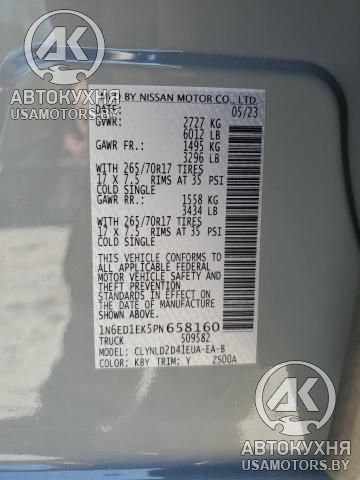 АВТОКУХНЯ
USAMOTORS.BY
MFD BY NISSAN MOTOR CO., LTD.
DATE: 05/23
GVWR: 2727 KG
6012 LB
GAWR FR: 1495 KG
3296 LB
WITH 265/70R17 TIRES
17 X 7.5 RIMS AT 35 PSI
COLD SINGLE
GAWR RR: 1558 KG
3434 LB
WITH 265/70R17 TIRES
17 X 7.5 RIMS AT 35 PSI
COLD SINGLE
THIS VEHICLE CONFORMS TO
ALL APPLICABLE FEDERAL
MOTOR VEHICLE SAFETY
STANDARDS IN EFFECT ON THE
DATE OF MANUFACTURE
SHOWN ABOVE.
1N6ED1EK5PN658160
TRUCK 509582
MODEL: CLYNLD2D41EUA-EA-B
COLOR: KBY TRIM: Y ZS00A
АВТОКУХНЯ
USAMOTORS.BY